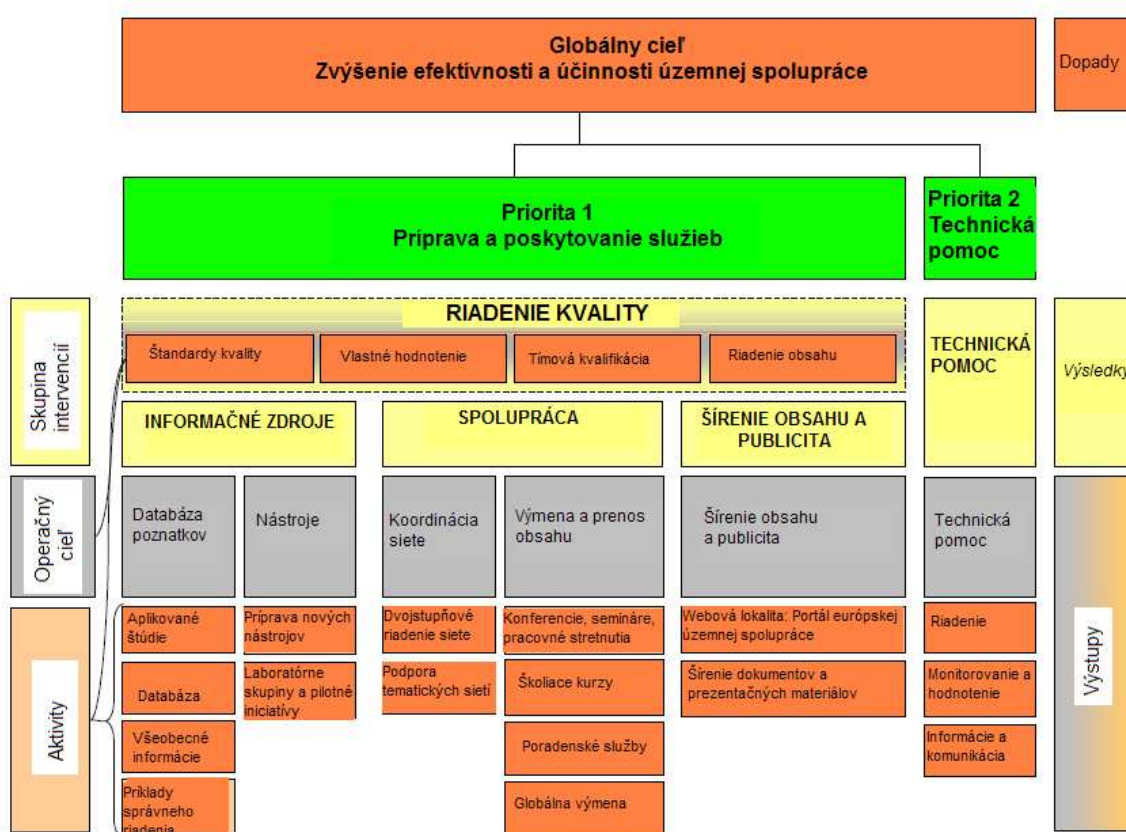 Globálny cieľ
Zvýšenie efektívnosti a účinnosti územnej spolupráce
Dopady
Priorita 1
Príprava a poskytovanie služieb
Priorita 2
Technická
pomoc
Skupina
intervencií
RIADENIE KVALITY
Štandardy kvality
Vlastné hodnotenie
Tímová kvalifikácia
Riadenie obsahu
TECHNICKÁ
POMOC
Výsledky
INFORMAČNÉ ZDROJE
SPOLUPRÁCA
ŠÍRENIE OBSAHU A
PUBLICITA
Operačný
cieľ
Databáza
poznatkov
Nástroje
Koordinácia
siete
Výmena a prenos
obsahu
Šírenie obsahu
a publicita
Technická
pomoc
Výstupy
Aktivity
Aplikované
štúdie
Databáza
Všeobecné
informácie
Príklady
správneho
riadenia
Príprava nových
nástrojov
Laboratórne
skupiny a pilotné
iniciatívy
Dvojstupňové
riadenie siete
Podpora
tematických sietí
Konferencie, semináre,
pracovné stretnutia
Školiace kurzy
Poradenské služby
Globálna výmena
Webová lokalita: Portál európskej
územnej spolupráce
Šírenie dokumentov a
prezentačných materiálov
Riadenie
Monitorovanie a
hodnotenie
Informácie a
komunikácia